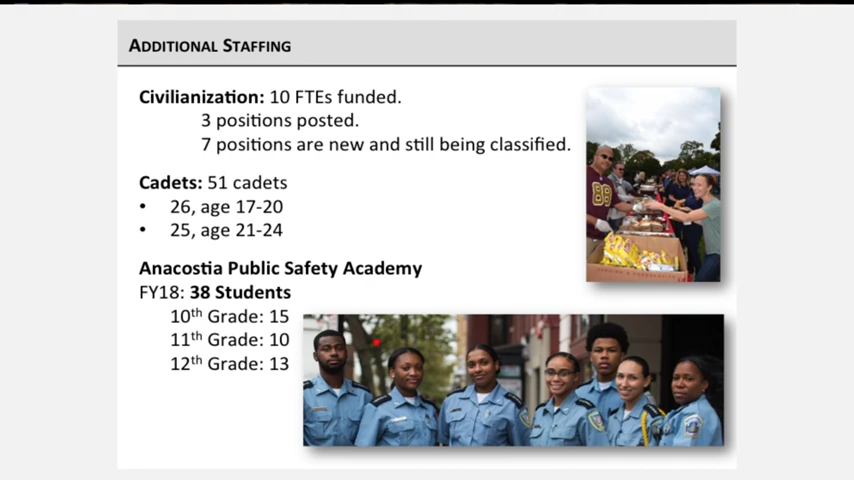 ADDITIONAL STAFFING
Civilianization: 10 FTEs funded.
3 positions posted.
7 positions are new and still being classified.
Cadets: 51 cadets
• 26, age 17-20
• 25, age 21-24
Anacostia Public Safety Academy
FY18: 38 Students
10th Grade: 15
11th Grade: 10
12th Grade: 13
88